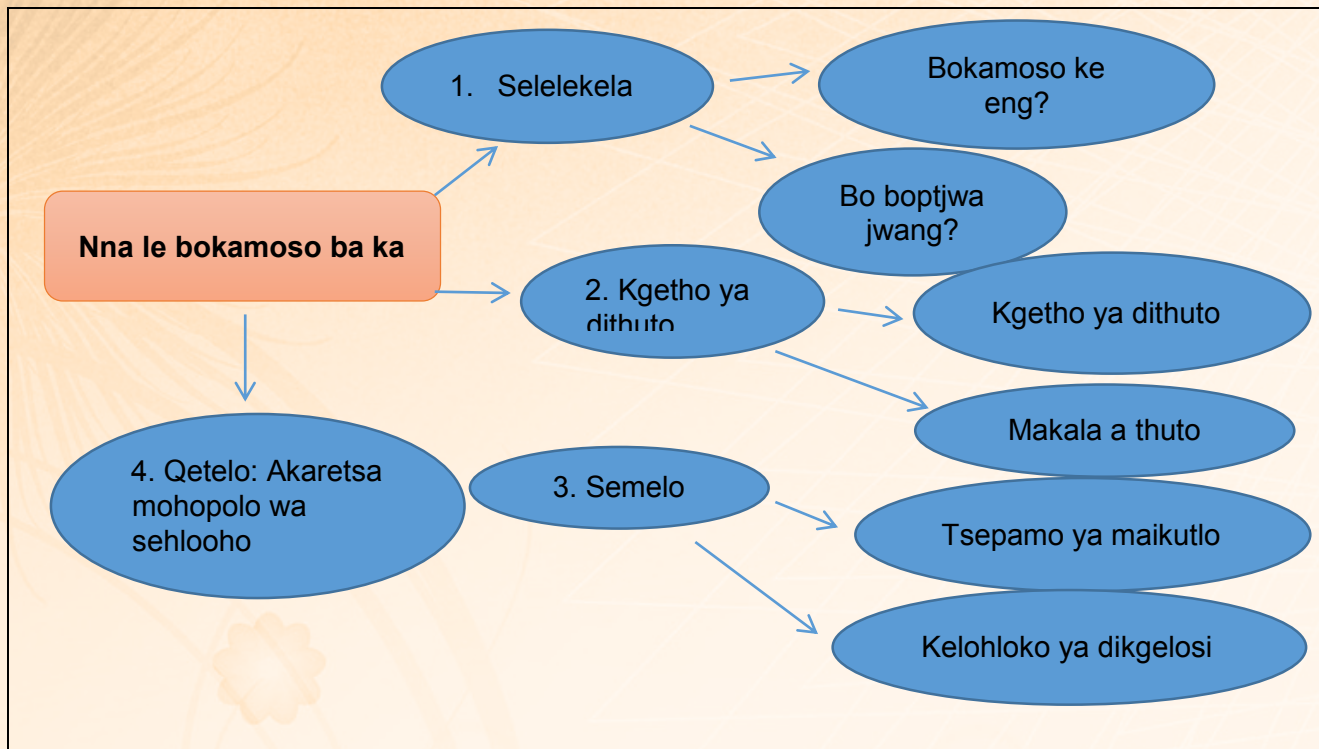 Nna le bokamoso ba ka
1. Selelekela
Bokamoso ke
eng?
Bo boptjwa
jwang?
2. Kgetho ya
dithuto
Kgetho ya dithuto
Makala a thuto
3. Semelo
Tsepamo ya maikutlo
Kelohloko ya dikgelosi
4. Qetelo: Akaretsa
mohopolo wa
sehlooho